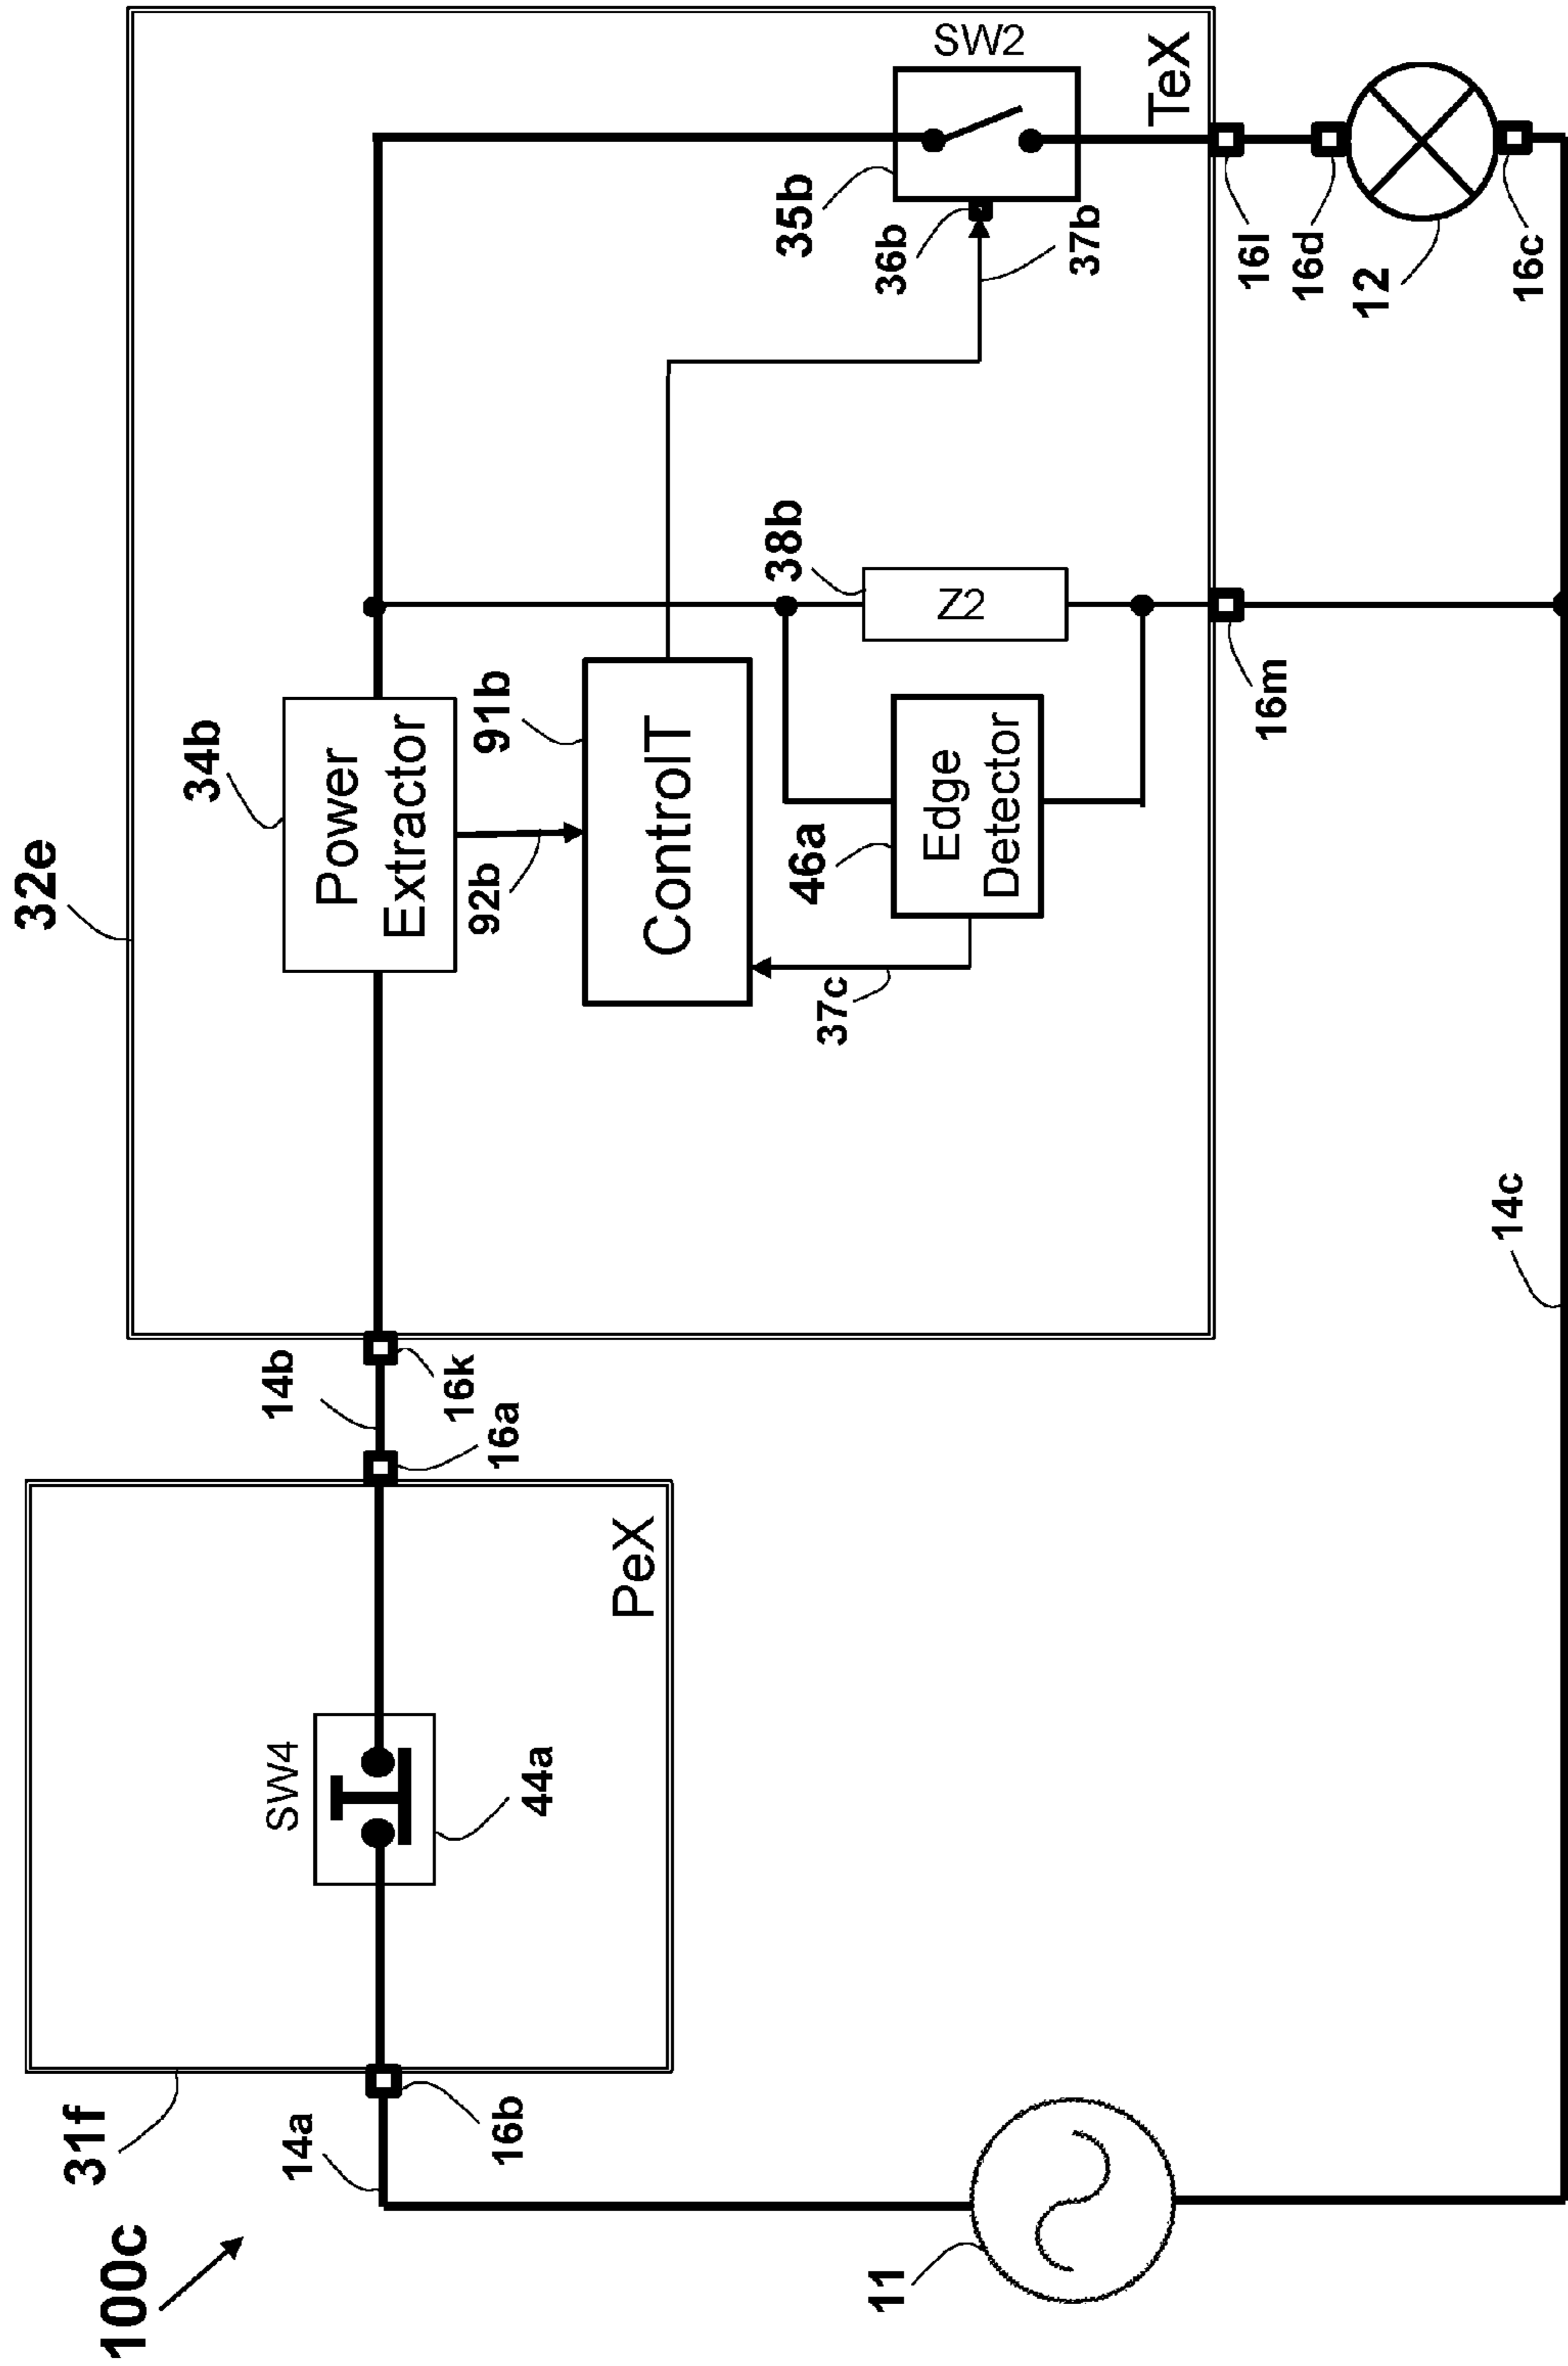 100c
11
14a
31f
16b
SW4
44a
PeX
16a
14b
16k
14c
32e
34b
Power
Extractor
92b
91b
ControlT
37c
46a
Edge
Detector
38b
Z2
16m
35b
36b
37b
SW2
TeX
16l
16d
12
16c